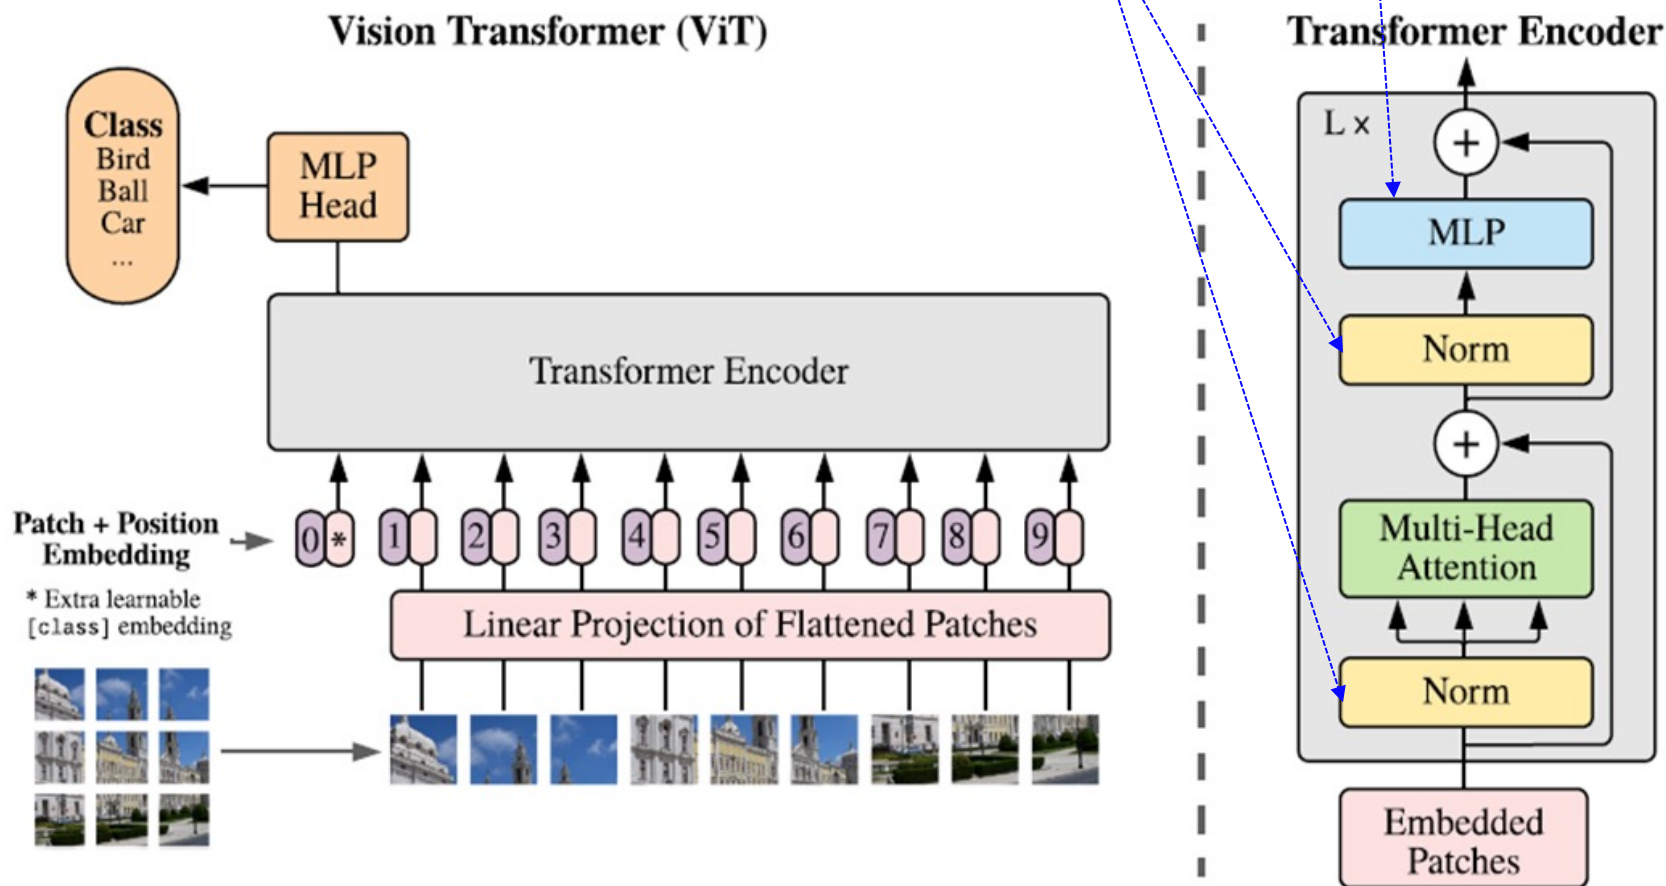 Vision Transformer (ViT)
Class
Bird
Ball
Car
...
MLP
Head
Transformer Encoder
Patch + Position
Embedding
0 * 1 2 3 4 5 6 7 8 9
* Extra learnable
[class] embedding
Linear Projection of Flattened Patches
Transformer Encoder
L x
+
MLP
Norm
+
Multi-Head
Attention
Norm
Embedded
Patches